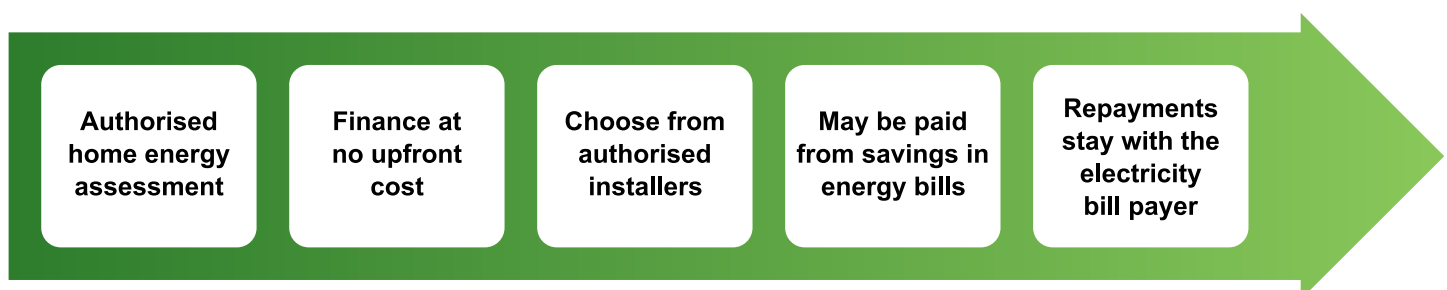 Authorised
home energy
assessment
Finance at
no upfront
cost
Choose from
authorised
installers
May be paid
from savings in
energy bills
Repayments
stay with the
electricity
bill payer